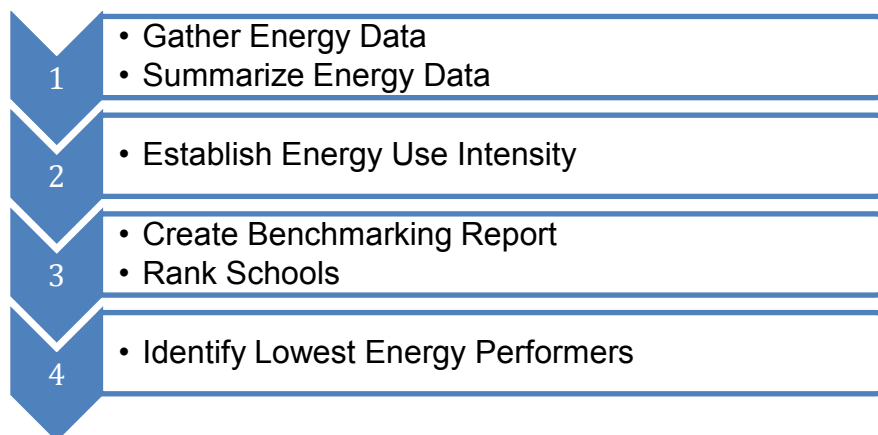 1
• Gather Energy Data
• Summarize Energy Data
2
• Establish Energy Use Intensity
3
• Create Benchmarking Report
• Rank Schools
4
• Identify Lowest Energy Performers